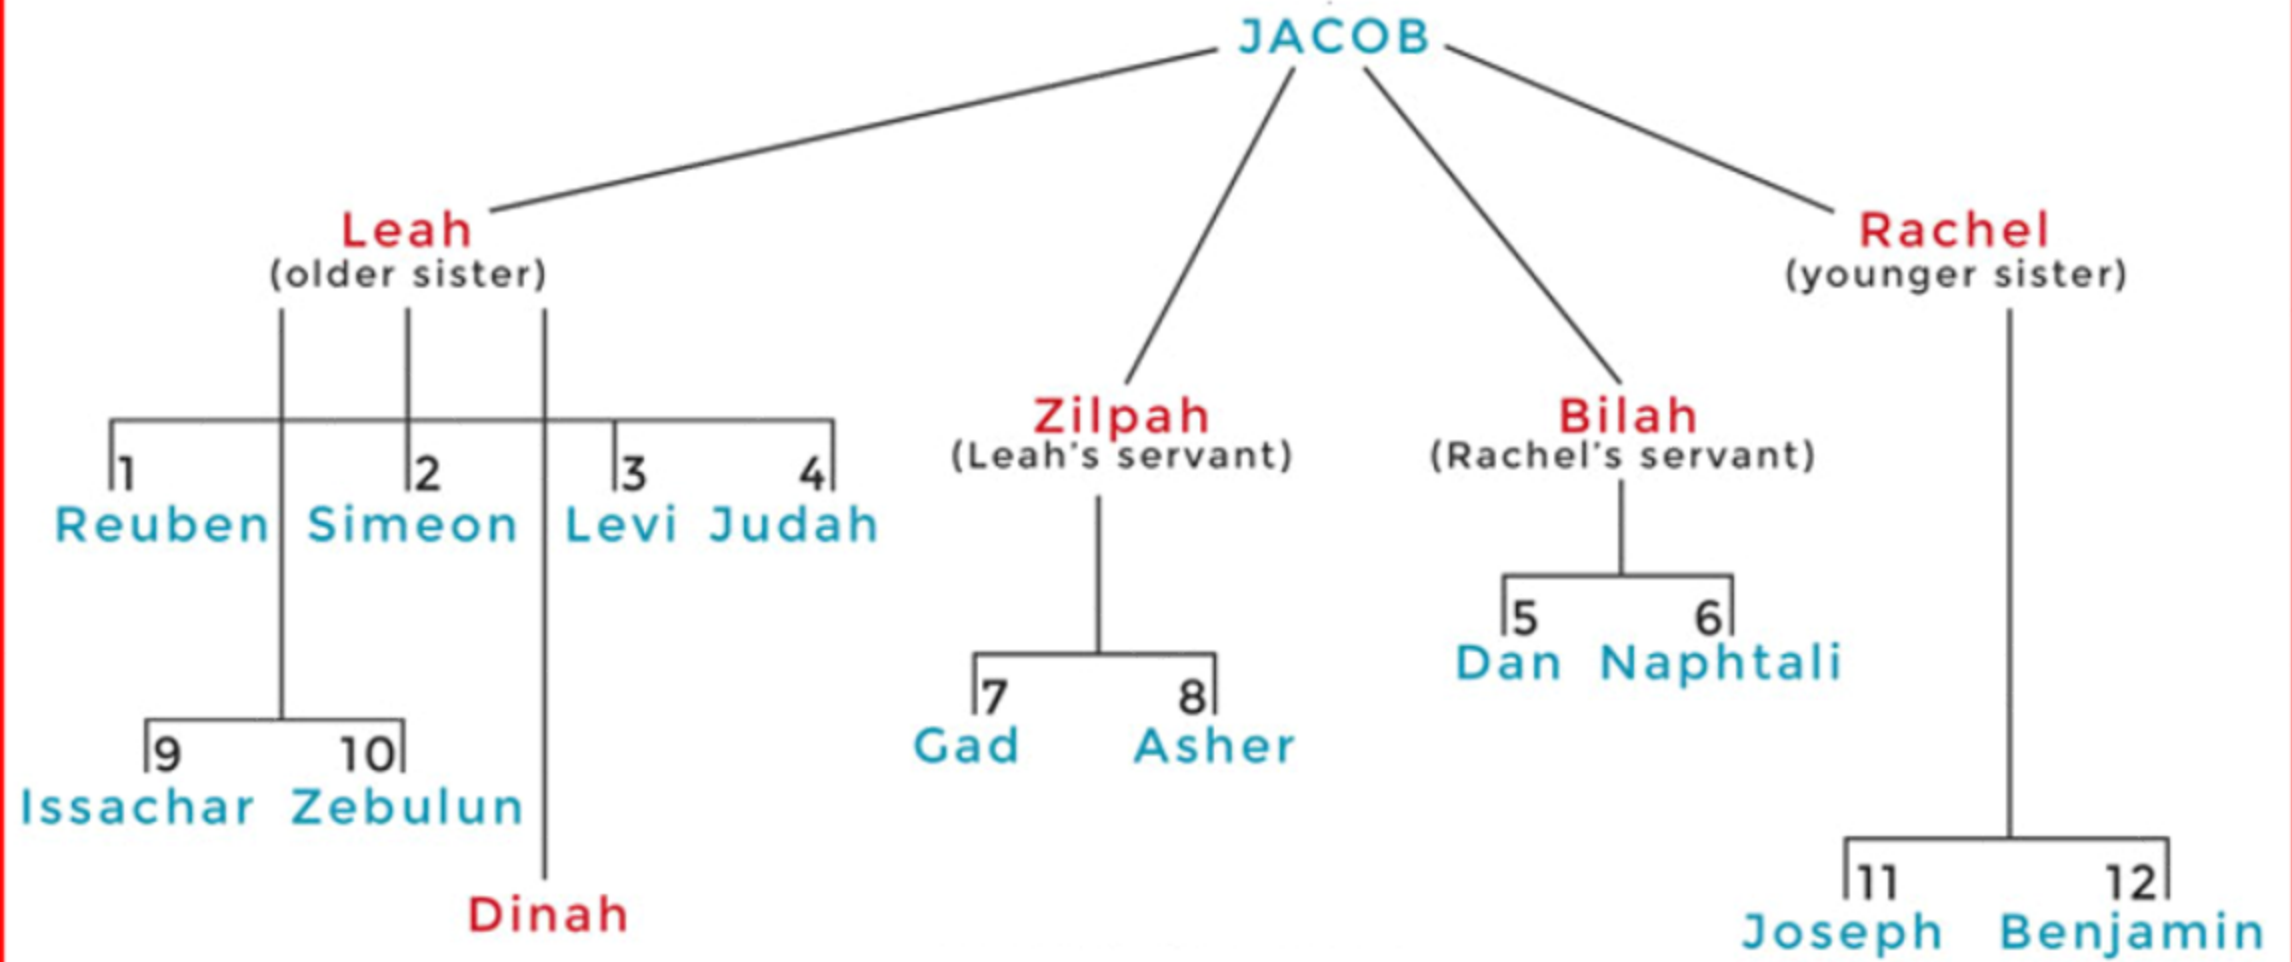 JACOB
Leah
(older sister)
Rachel
(younger sister)
Zilpah
(Leah's servant)
Bilah
(Rachel's servant)
1 2 3 4
Reuben Simeon Levi Judah
5 6
Dan Naphtali
7 8
Gad Asher
9 10
Issachar Zebulun
11 12
Joseph Benjamin
Dinah